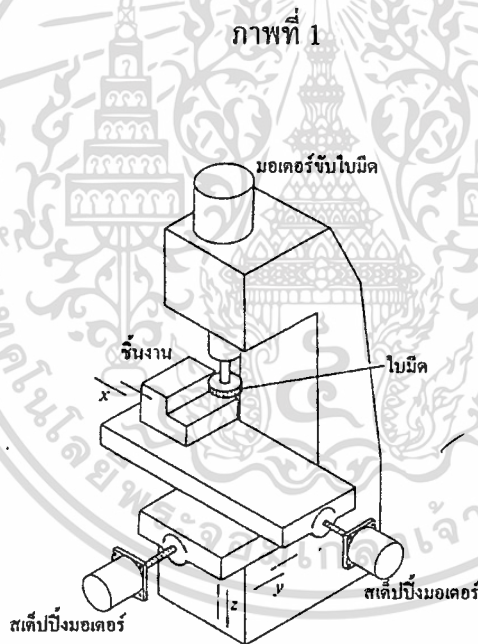 ภาพที่ 1
มอเตอร์ขับใบมีด
ชิ้นงาน
ใบมีด
x
y
z
สเต็ปปิ้งมอเตอร์
สเต็ปปิ้งมอเตอร์